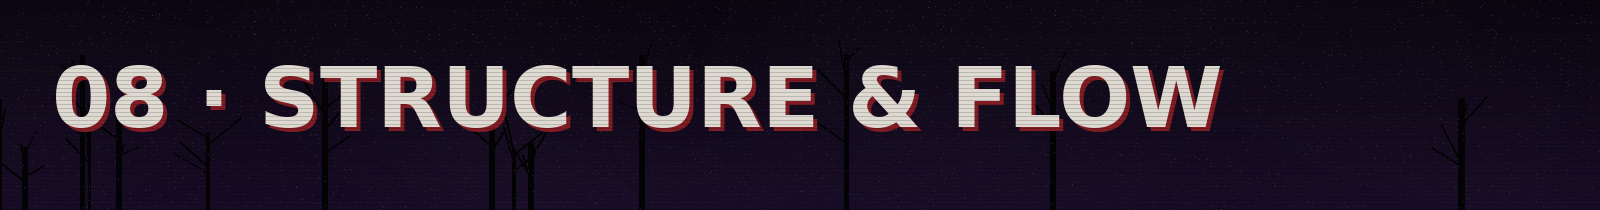 08 · STRUCTURE & FLOW